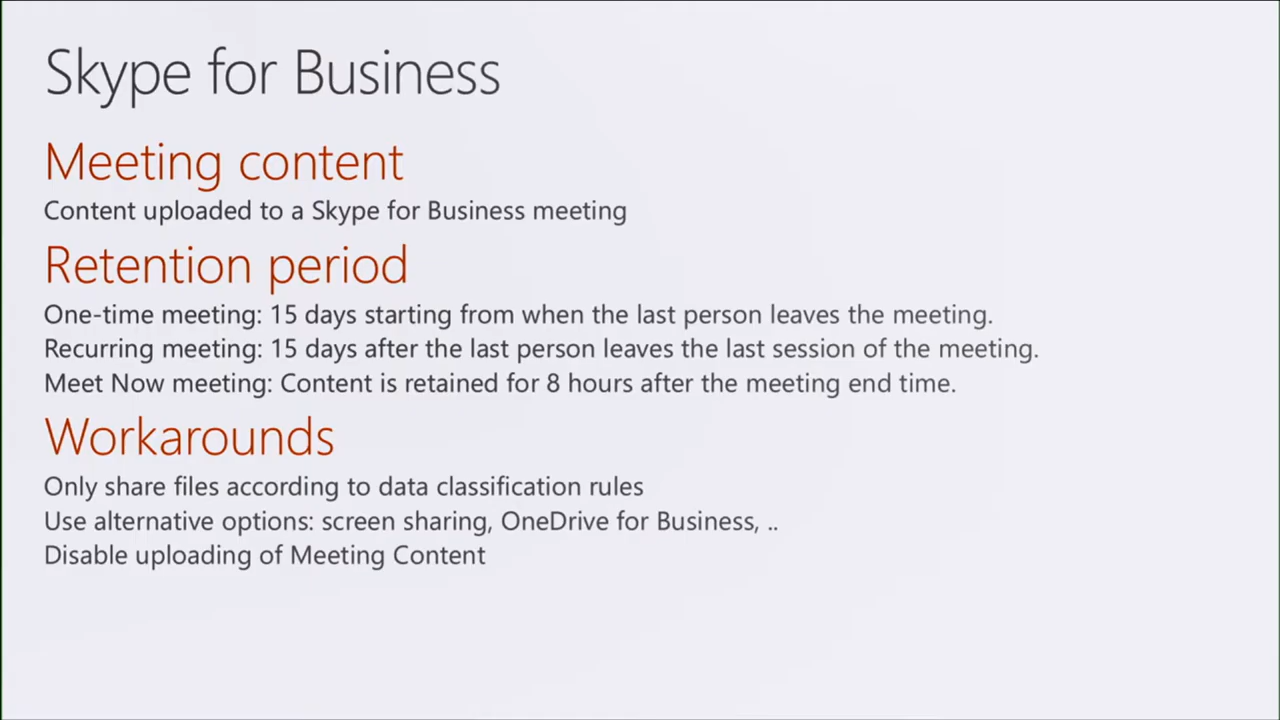 Skype for Business
Meeting content
Content uploaded to a Skype for Business meeting
Retention period
One-time meeting: 15 days starting from when the last person leaves the meeting.
Recurring meeting: 15 days after the last person leaves the last session of the meeting.
Meet Now meeting: Content is retained for 8 hours after the meeting end time.
Workarounds
Only share files according to data classification rules
Use alternative options: screen sharing, OneDrive for Business, ..
Disable uploading of Meeting Content